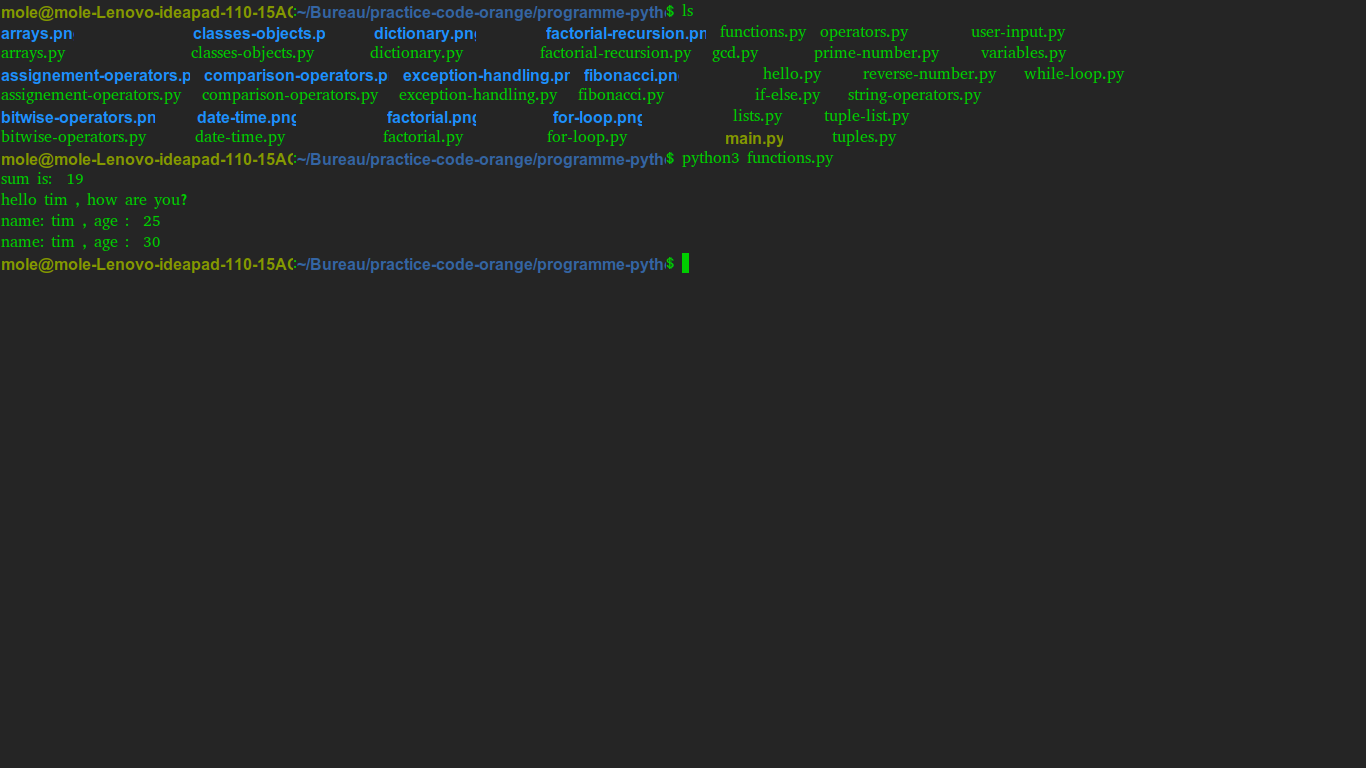 mole@mole-Lenovo-ideapad-110-15AC:~/Bureau/practice-code-orange/programme-pyth$ ls
arrays.pn classes-objects.p dictionary.png factorial-recursion.pn functions.py operators.py user-input.py
arrays.py classes-objects.py dictionary.py factorial-recursion.py gcd.py prime-number.py variables.py
assignement-operators.p comparison-operators.p exception-handling.pr fibonacci.pn hello.py reverse-number.py while-loop.py
assignement-operators.py comparison-operators.py exception-handling.py fibonacci.py if-else.py string-operators.py
bitwise-operators.pn date-time.png factorial.png for-loop.png lists.py tuple-list.py
bitwise-operators.py date-time.py factorial.py for-loop.py main.py tuples.py
mole@mole-Lenovo-ideapad-110-15AC:~/Bureau/practice-code-orange/programme-pyth$ python3 functions.py
sum is: 19
hello tim , how are you?
name: tim , age : 25
name: tim , age : 30
mole@mole-Lenovo-ideapad-110-15AC:~/Bureau/practice-code-orange/programme-pyth$